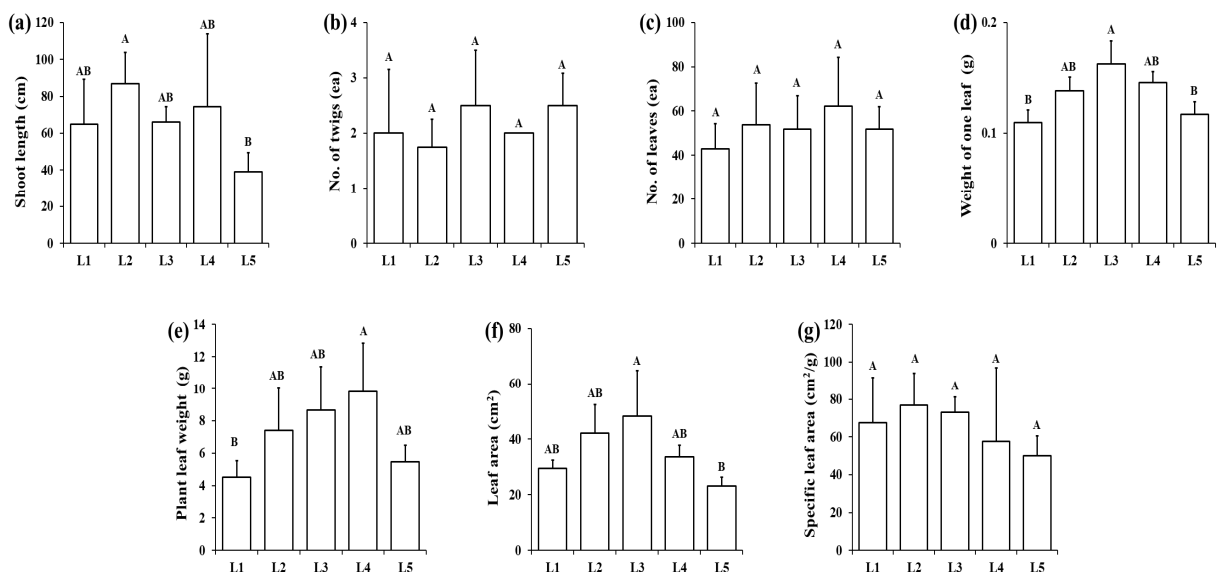 (a)
Shoot length (cm)
120
100
80
60
40
20
0
AB
A
AB
AB
B
L1 L2 L3 L4 L5
(b)
No. of twigs (ea)
4
3
2
1
0
A
A
A
A
A
L1 L2 L3 L4 L5
(c)
No. of leaves (ea)
100
80
60
40
20
0
A
A
A
A
A
L1 L2 L3 L4 L5
(d)
Weight of one leaf (g)
0.2
0.1
0
B
AB
A
AB
B
L1 L2 L3 L4 L5
(e)
Plant leaf weight (g)
14
12
10
8
6
4
2
0
B
AB
AB
A
AB
L1 L2 L3 L4 L5
(f)
Leaf area (cm²)
80
60
40
20
0
AB
AB
A
AB
B
L1 L2 L3 L4 L5
(g)
Specific leaf area (cm²/g)
120
100
80
60
40
20
0
A
A
A
A
A
L1 L2 L3 L4 L5